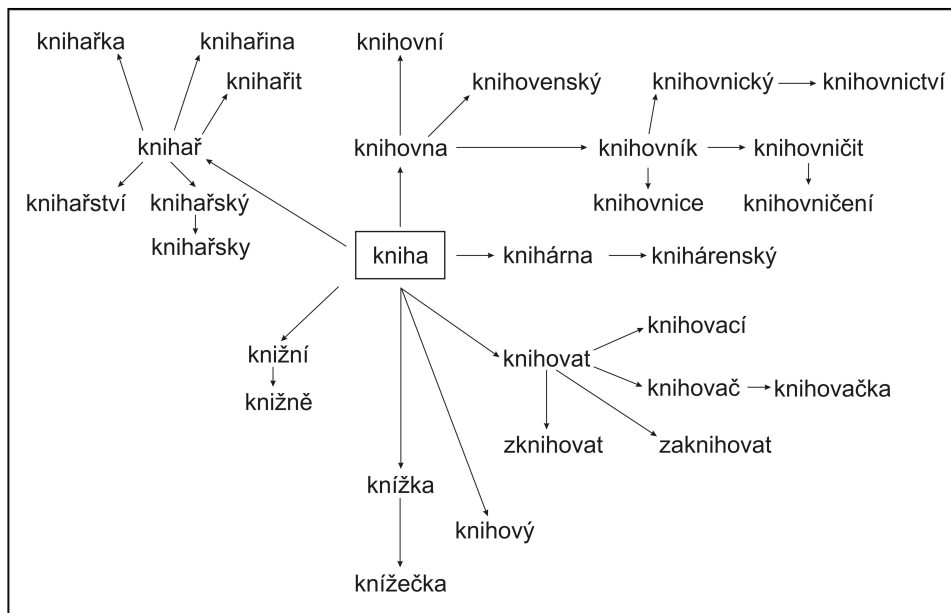 knihařka
knihařina
knihovní
knihařit
knihovenský
knihovnický
knihovnictví
knihař
knihovna
knihovník
knihovničit
knihařství
knihařský
knihovnice
knihovničení
knihařsky
kniha
knihárna
knihárenský
knihovací
knižní
knihovat
knižně
knihovač
knihovačka
zknihovat
zaknihovat
knížka
knihový
knížečka